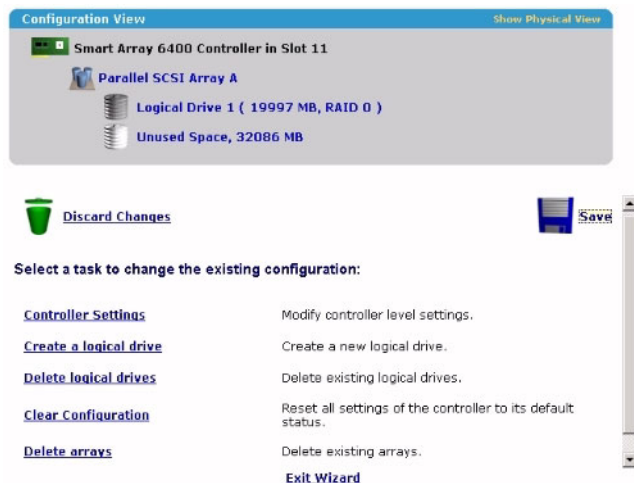 Configuration View
Show Physical View
Smart Array 6400 Controller in Slot 11
Parallel SCSI Array A
Logical Drive 1 ( 19997 MB, RAID 0 )
Unused Space, 32086 MB
Discard Changes
Save
Select a task to change the existing configuration:
Controller Settings
Modify controller level settings.
Create a logical drive
Create a new logical drive.
Delete logical drives
Delete existing logical drives.
Clear Configuration
Reset all settings of the controller to its default
status.
Delete arrays
Delete existing arrays.
Exit Wizard